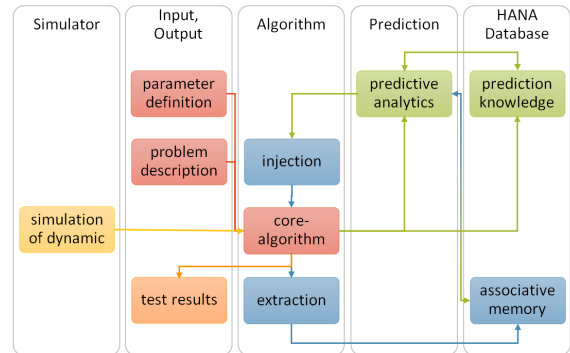 Simulator
Input,
Output
Algorithm
Prediction
HANA
Database
parameter
definition
predictive
analytics
prediction
knowledge
problem
description
injection
simulation
of dynamic
core-
algorithm
test results
extraction
associative
memory